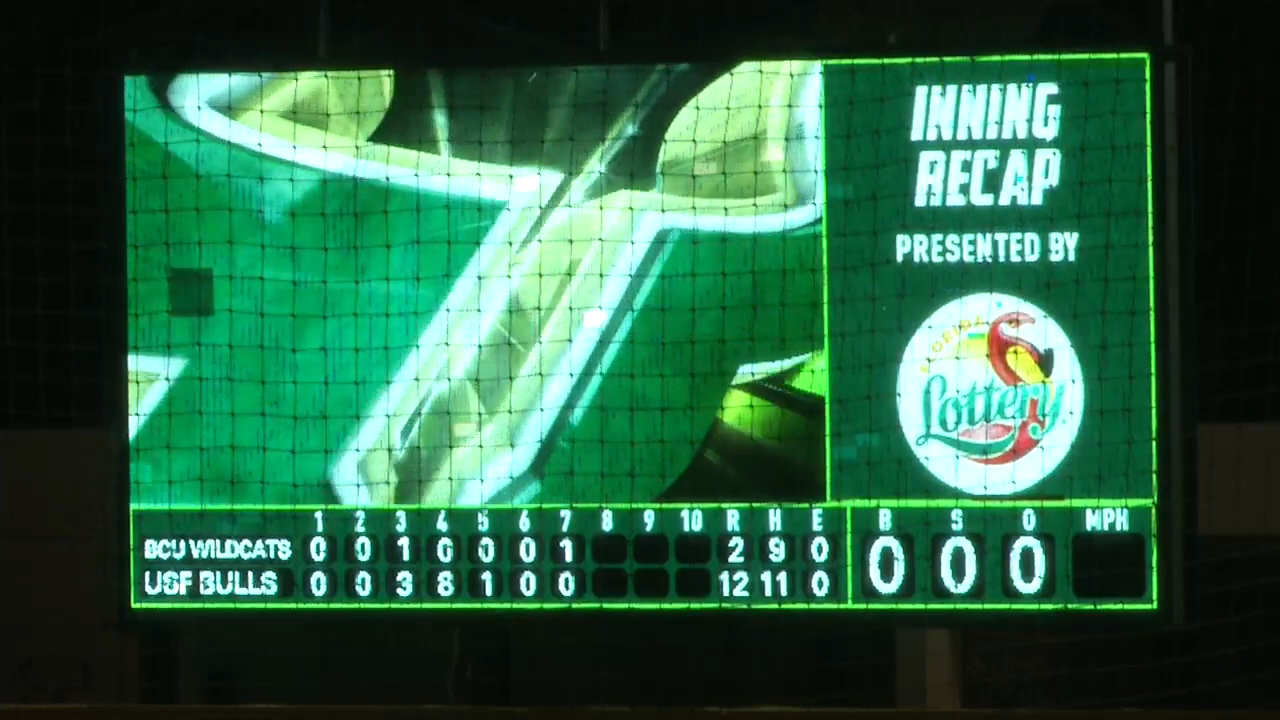 INNING
RECAP
PRESENTED BY
FLORIDA
Lottery
1 2 3 4 5 6 7 8 9 10 R H E B S O MPH
BCU WILDCATS 0 0 1 0 0 0 1 2 9 0
USF BULLS 0 0 3 8 1 0 0 12 11 0
0 0 0